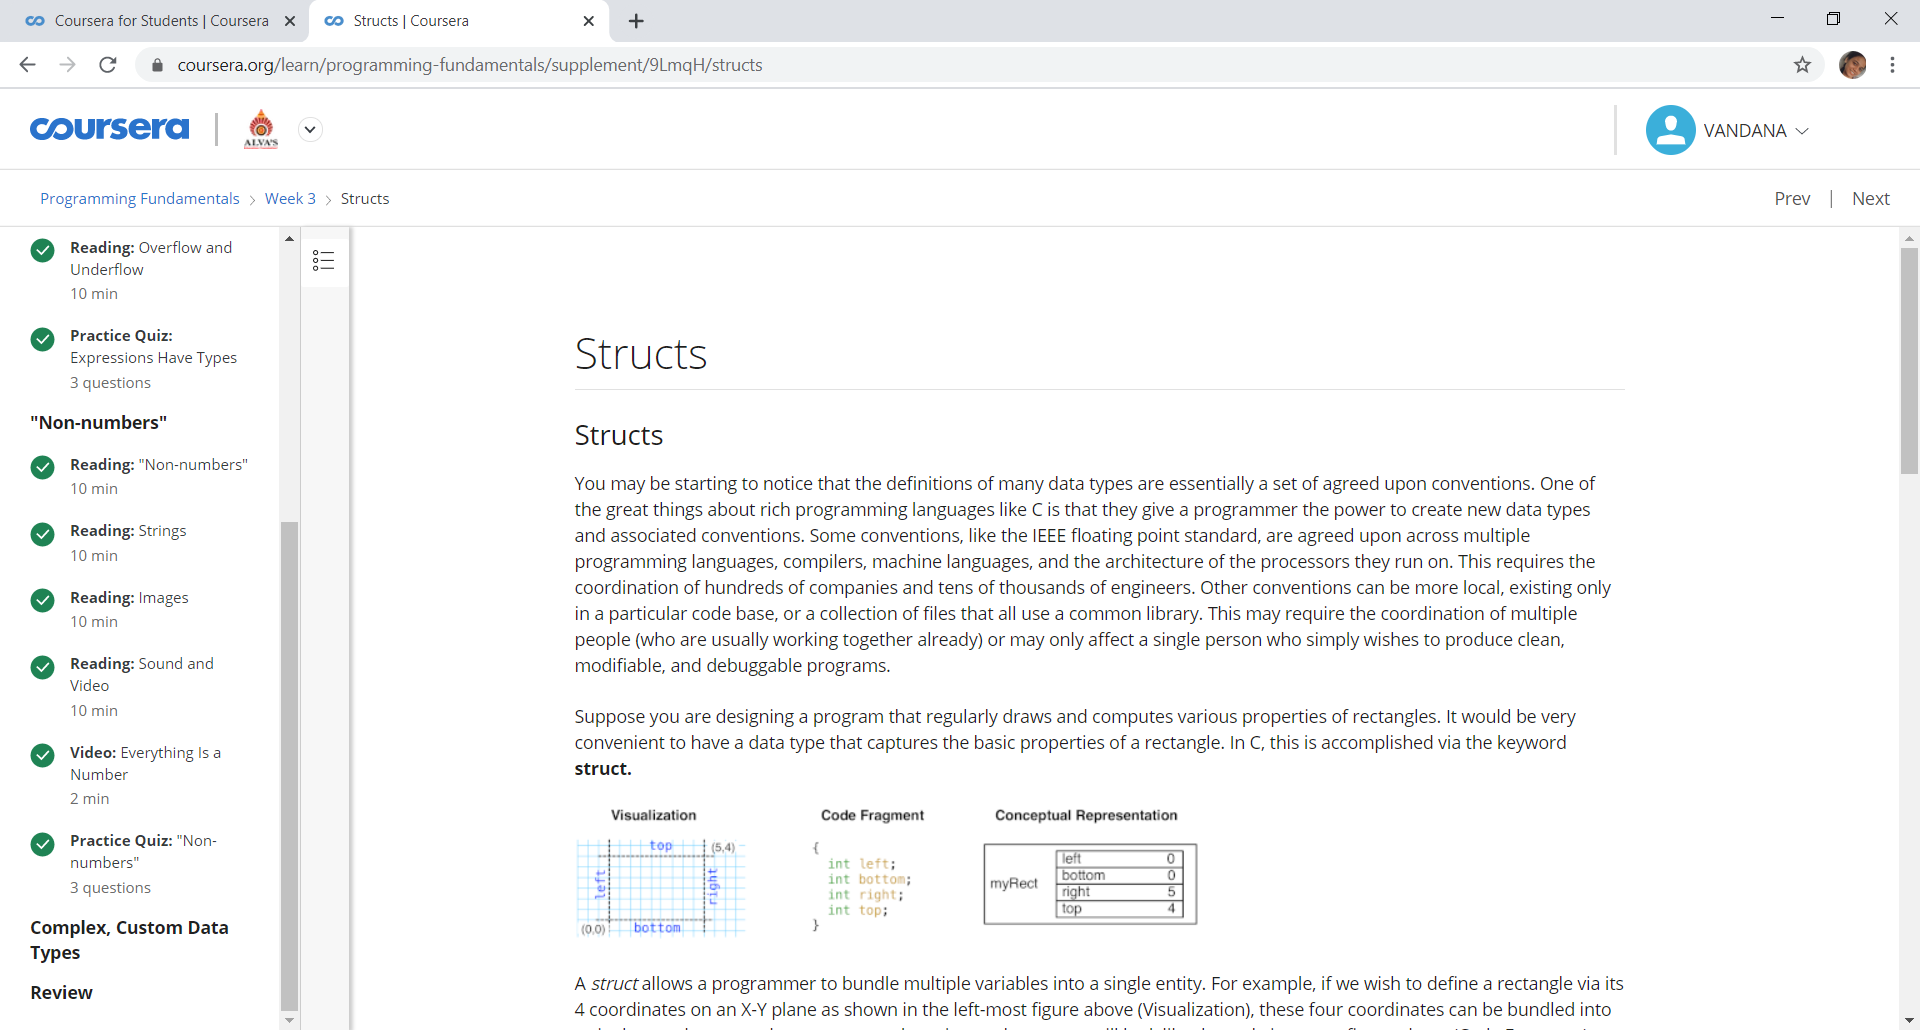 Coursera for Students | Coursera
Structs | Coursera
coursera.org/learn/programming-fundamentals/supplement/9LmqH/structs
coursera
ALVA'S
VANDANA
Programming Fundamentals > Week 3 > Structs
Prev | Next
Reading: Overflow and
Underflow
10 min
Practice Quiz:
Expressions Have Types
3 questions
"Non-numbers"
Reading: "Non-numbers"
10 min
Reading: Strings
10 min
Reading: Images
10 min
Reading: Sound and
Video
10 min
Video: Everything Is a
Number
2 min
Practice Quiz: "Non-
numbers"
3 questions
Complex, Custom Data
Types
Review
Structs
Structs
You may be starting to notice that the definitions of many data types are essentially a set of agreed upon conventions. One of
the great things about rich programming languages like C is that they give a programmer the power to create new data types
and associated conventions. Some conventions, like the IEEE floating point standard, are agreed upon across multiple
programming languages, compilers, machine languages, and the architecture of the processors they run on. This requires the
coordination of hundreds of companies and tens of thousands of engineers. Other conventions can be more local, existing only
in a particular code base, or a collection of files that all use a common library. This may require the coordination of multiple
people (who are usually working together already) or may only affect a single person who simply wishes to produce clean,
modifiable, and debuggable programs.
Suppose you are designing a program that regularly draws and computes various properties of rectangles. It would be very
convenient to have a data type that captures the basic properties of a rectangle. In C, this is accomplished via the keyword
struct.
Visualization
top
(5,4)
left
right
(0,0)
bottom
Code Fragment
{
int left;
int bottom;
int right;
int top;
}
Conceptual Representation
myRect
left 0
bottom 0
right 5
top 4
A struct allows a programmer to bundle multiple variables into a single entity. For example, if we wish to define a rectangle via its
4 coordinates on an X-Y plane as shown in the left-most figure above (Visualization), these four coordinates can be bundled into